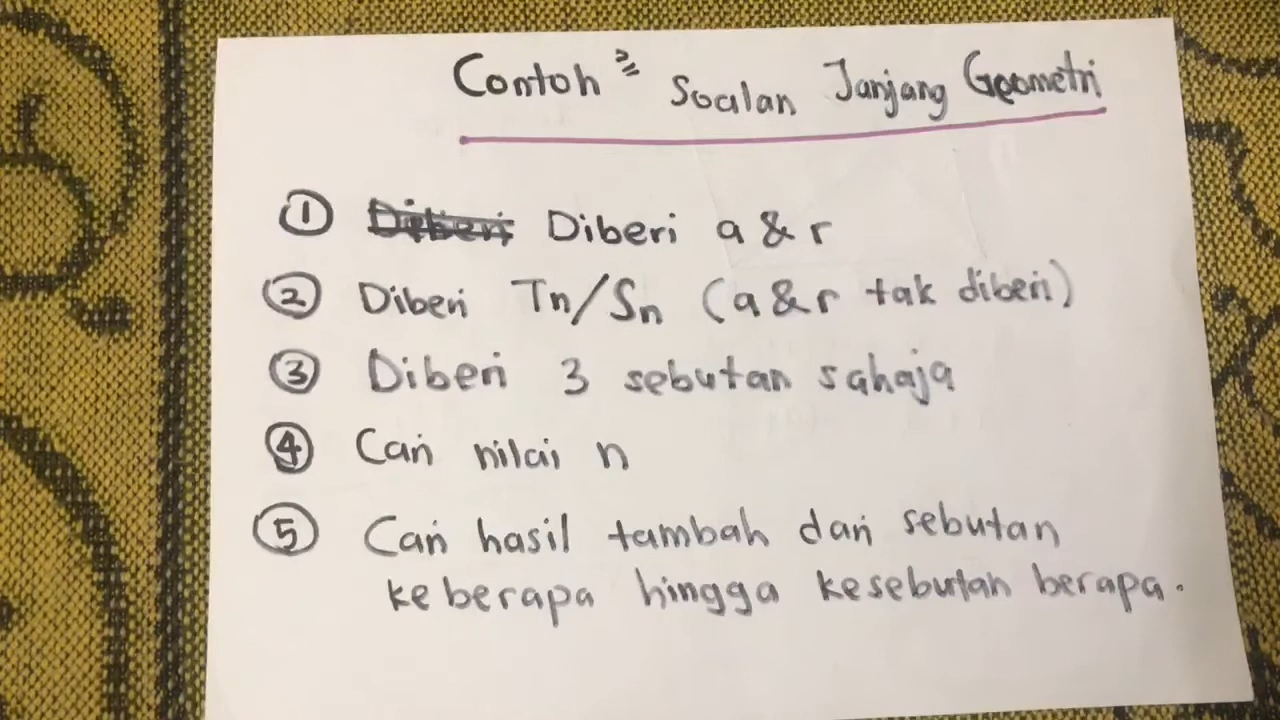 Contoh² Soalan Janjang Geometri
① Diberi Diberi a & r
② Diberi Tn/Sn (a & r tak diberi)
③ Diberi 3 sebutan sahaja
④ Cari nilai n
⑤ Cari hasil tambah dari sebutan
keberapa hingga kesebutan berapa.